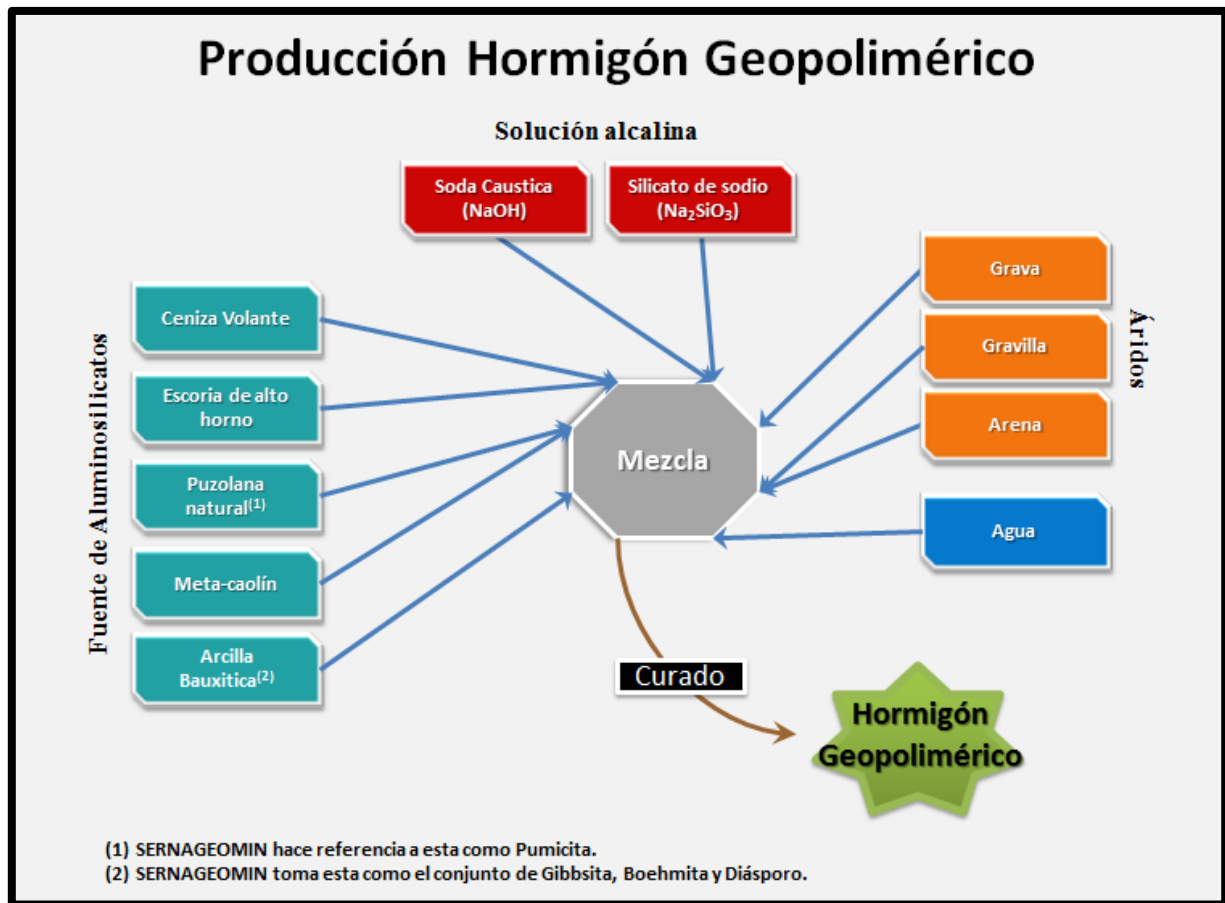 Producción Hormigón Geopolimérico
Solución alcalina
Soda Caustica
(NaOH)
Silicato de sodio
(Na₂SiO₃)
Fuente de Aluminosilicatos
Ceniza Volante
Escoria de alto
horno
Puzolana
natural⁽¹⁾
Meta-caolín
Arcilla
Bauxitica⁽²⁾
Mezcla
Grava
Gravilla
Arena
Áridos
Agua
Curado
Hormigón
Geopolimérico
(1) SERNAGEOMIN hace referencia a esta como Pumicita.
(2) SERNAGEOMIN toma esta como el conjunto de Gibbsita, Boehmita y Diásporo.